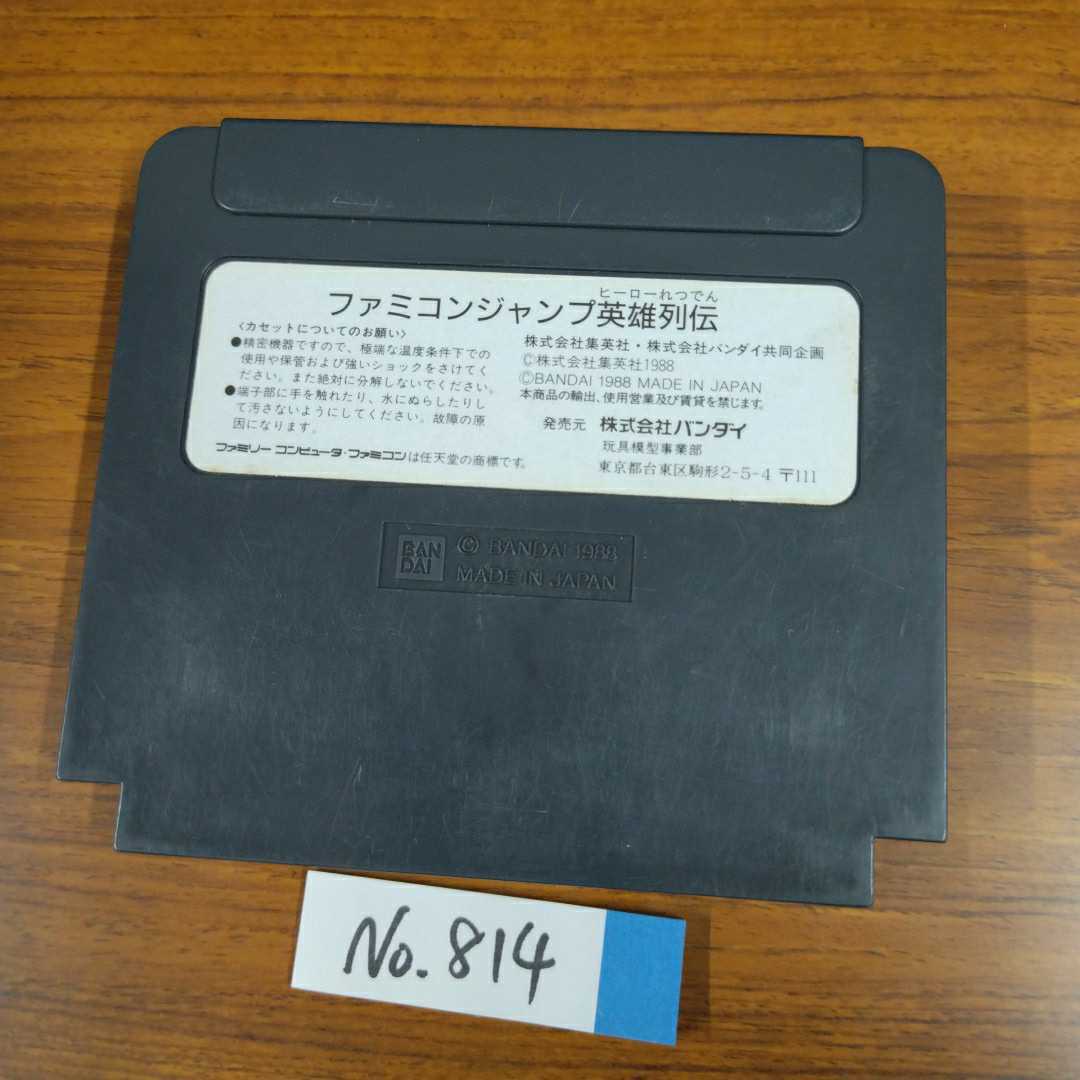 ヒーローれつでん
ファミコンジャンプ英雄列伝
〈カセットについてのお願い〉
●精密機器ですので、極端な温度条件下での
使用や保管および強いショックをさけてく
ださい。また絶対に分解しないでください。
●端子部に手を触れたり、水にぬらしたりし
て汚さないようにしてください。故障の原
因になります。
ファミリー コンピュータ・ファミコンは任天堂の商標です。
株式会社集英社・株式会社バンダイ共同企画
©株式会社集英社1988
©BANDAI 1988 MADE IN JAPAN
本商品の輸出、使用営業及び賃貸を禁じます。
発売元 株式会社バンダイ
玩具模型事業部
東京都台東区駒形2-5-4 〒111
BAN
DAI
© BANDAI 1988
MADE IN JAPAN
No.814